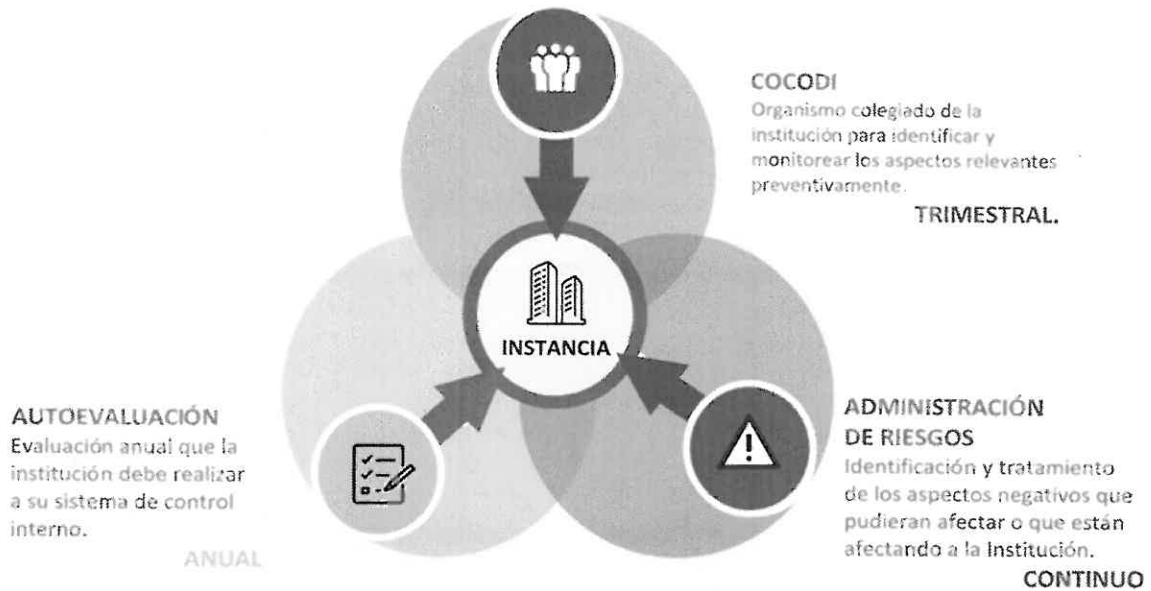 COCODI
Organismo colegiado de la
institución para identificar y
monitorear los aspectos relevantes
preventivamente.
TRIMESTRAL.
INSTANCIA
AUTOEVALUACIÓN
Evaluación anual que la
institución debe realizar
a su sistema de control
interno.
ANUAL
ADMINISTRACIÓN
DE RIESGOS
Identificación y tratamiento
de los aspectos negativos que
pudieran afectar o que están
afectando a la Institución.
CONTINUO